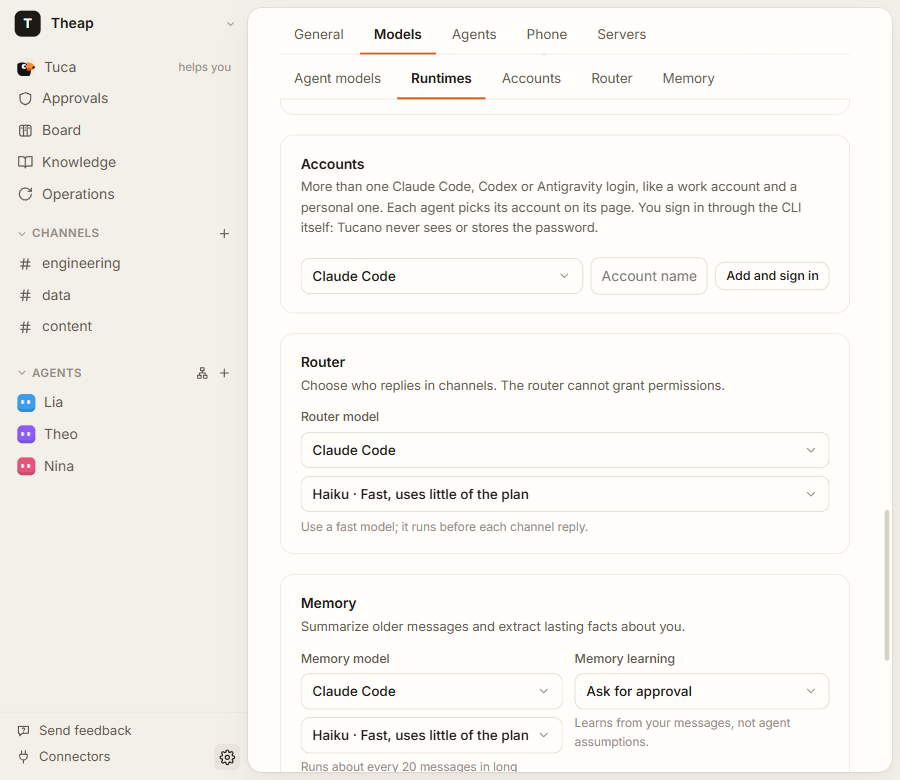 T Theap
Tuca helps you
Approvals
Board
Knowledge
Operations
CHANNELS
# engineering
# data
# content
AGENTS
Lia
Theo
Nina
Send feedback
Connectors
General Models Agents Phone Servers
Agent models Runtimes Accounts Router Memory
Accounts
More than one Claude Code, Codex or Antigravity login, like a work account and a
personal one. Each agent picks its account on its page. You sign in through the CLI
itself: Tucano never sees or stores the password.
Claude Code Account name Add and sign in
Router
Choose who replies in channels. The router cannot grant permissions.
Router model
Claude Code
Haiku · Fast, uses little of the plan
Use a fast model; it runs before each channel reply.
Memory
Summarize older messages and extract lasting facts about you.
Memory model Memory learning
Claude Code Ask for approval
Haiku · Fast, uses little of the plan
Learns from your messages, not agent
assumptions.
Runs about every 20 messages in long